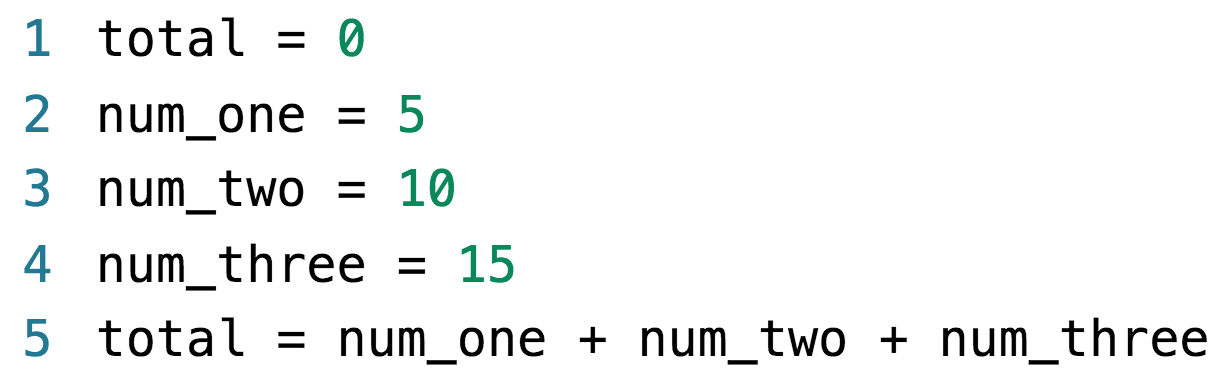 1 total = 0
2 num_one = 5
3 num_two = 10
4 num_three = 15
5 total = num_one + num_two + num_three